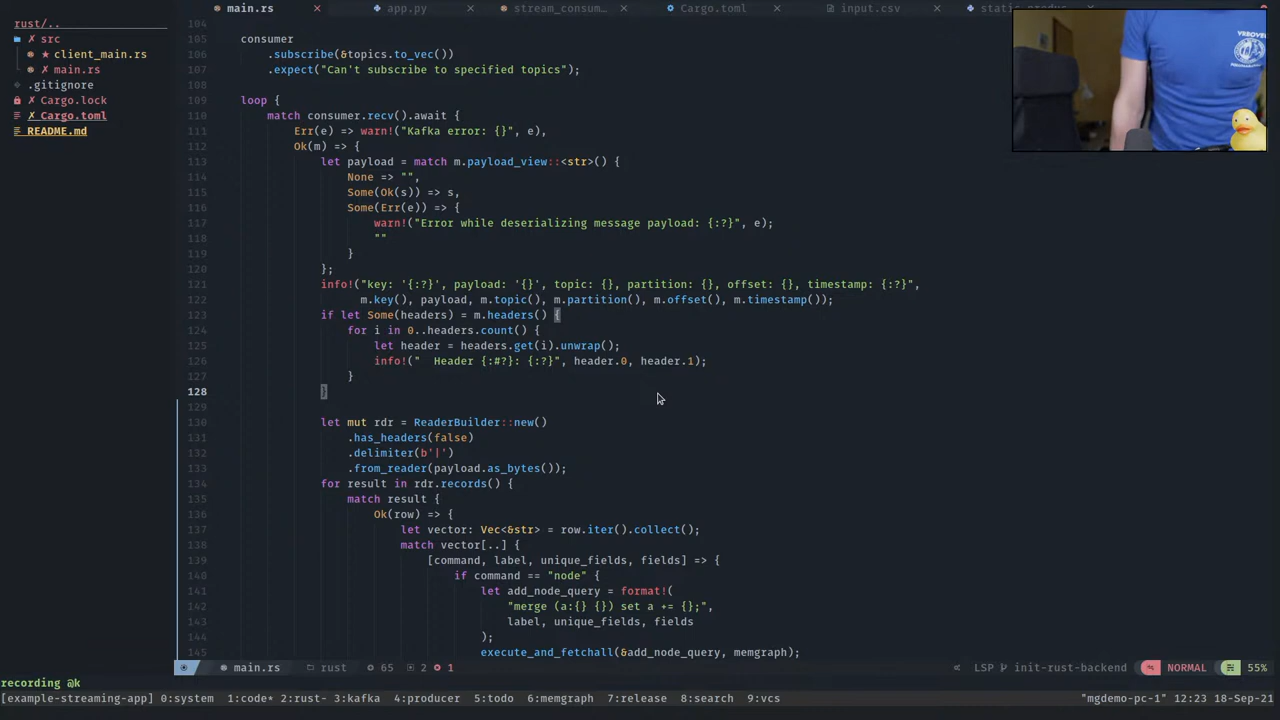 main.rs ✗ app.py ✗ stream_consum… ✗ Cargo.toml ✗ input.csv ✗ static_produc
rust/..
src
★ client_main.rs
✗ main.rs
.gitignore
✗ Cargo.lock
✗ Cargo.toml
README.md
104
105 consumer
106 .subscribe(&topics.to_vec())
107 .expect("Can't subscribe to specified topics");
108
109 loop {
110 match consumer.recv().await {
111 Err(e) => warn!("Kafka error: {}", e),
112 Ok(m) => {
113 let payload = match m.payload_view::<str>() {
114 None => "",
115 Some(Ok(s)) => s,
116 Some(Err(e)) => {
117 warn!("Error while deserializing message payload: {:?}", e);
118 ""
119 }
120 };
121 info!("key: '{:?}', payload: '{}', topic: {}, partition: {}, offset: {}, timestamp: {:?}",
122 m.key(), payload, m.topic(), m.partition(), m.offset(), m.timestamp());
123 if let Some(headers) = m.headers() {
124 for i in 0..headers.count() {
125 let header = headers.get(i).unwrap();
126 info!("  Header {:#?}: {:?}", header.0, header.1);
127 }
128 }
129
130 let mut rdr = ReaderBuilder::new()
131 .has_headers(false)
132 .delimiter(b'|')
133 .from_reader(payload.as_bytes());
134 for result in rdr.records() {
135 match result {
136 Ok(row) => {
137 let vector: Vec<&str> = row.iter().collect();
138 match vector[..] {
139 [command, label, unique_fields, fields] => {
140 if command == "node" {
141 let add_node_query = format!(
142 "merge (a:{} {}) set a += {};",
143 label, unique_fields, fields
144 );
145 execute_and_fetchall(&add_node_query, memgraph);
main.rs rust 65 2 1 LSP init-rust-backend NORMAL 55%
recording @k
[example-streaming-app] 0:system 1:code* 2:rust- 3:kafka 4:producer 5:todo 6:memgraph 7:release 8:search 9:vcs "mgdemo-pc-1" 12:23 18-Sep-21
VRBOVEC